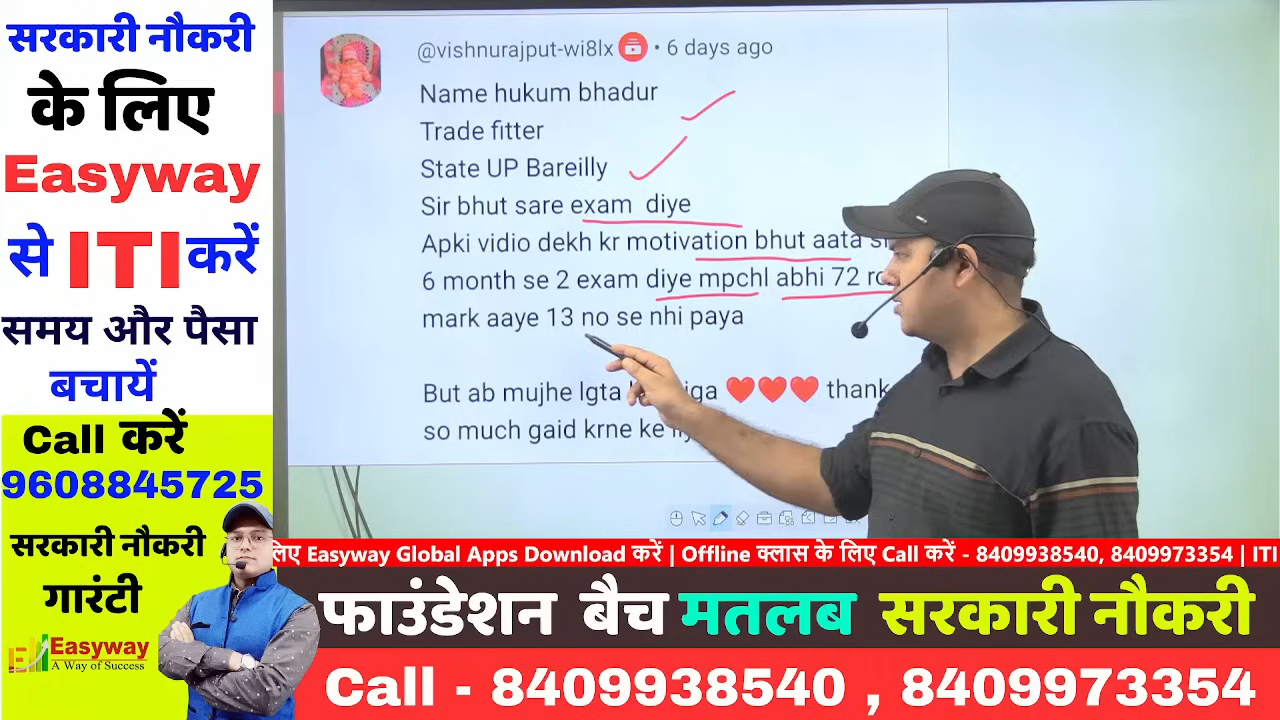 सरकारी नौकरी
के लिए
Easyway
से ITI करें
समय और पैसा
बचायें
Call करें
9608845725
सरकारी नौकरी
गारंटी
Easyway
A Way of Success
@vishnurajput-wi8lx • 6 days ago
Name hukum bhadur
Trade fitter
State UP Bareilly
Sir bhut sare exam diye
Apki vidio dekh kr motivation bhut aata
6 month se 2 exam diye mpchl abhi 72
mark aaye 13 no se nhi paya
But ab mujhe lgta ❤️❤️❤️ thank
so much gaid krne ke
लिए Easyway Global Apps Download करें | Offline क्लास के लिए Call करें - 8409938540, 8409973354 | ITI
फाउंडेशन बैच मतलब सरकारी नौकरी
Call - 8409938540 , 8409973354